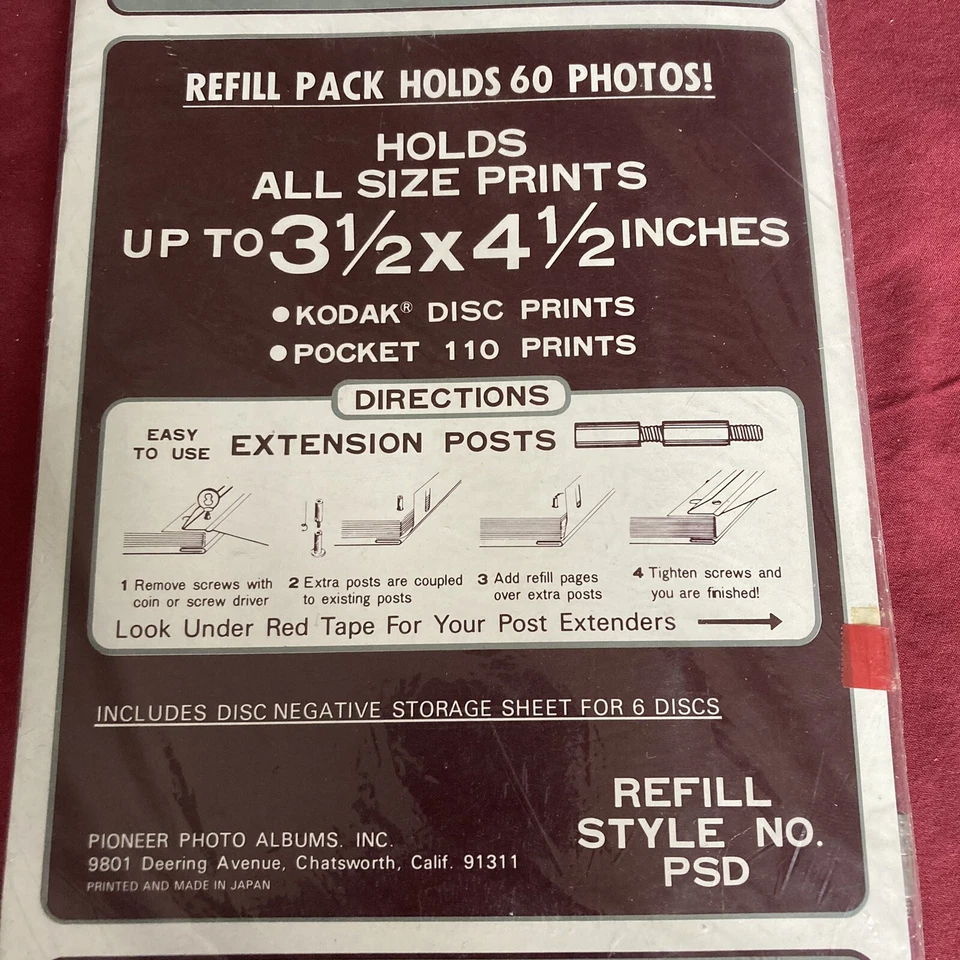 REFILL PACK HOLDS 60 PHOTOS!
HOLDS
ALL SIZE PRINTS
UP TO 3½ x 4½ INCHES
● KODAK® DISC PRINTS
● POCKET 110 PRINTS
DIRECTIONS
EASY
TO USE
EXTENSION POSTS
1 Remove screws with
coin or screw driver
2 Extra posts are coupled
to existing posts
3 Add refill pages
over extra posts
4 Tighten screws and
you are finished!
Look Under Red Tape For Your Post Extenders
INCLUDES DISC NEGATIVE STORAGE SHEET FOR 6 DISCS
REFILL
STYLE NO.
PSD
PIONEER PHOTO ALBUMS. INC.
9801 Deering Avenue, Chatsworth, Calif. 91311
PRINTED AND MADE IN JAPAN